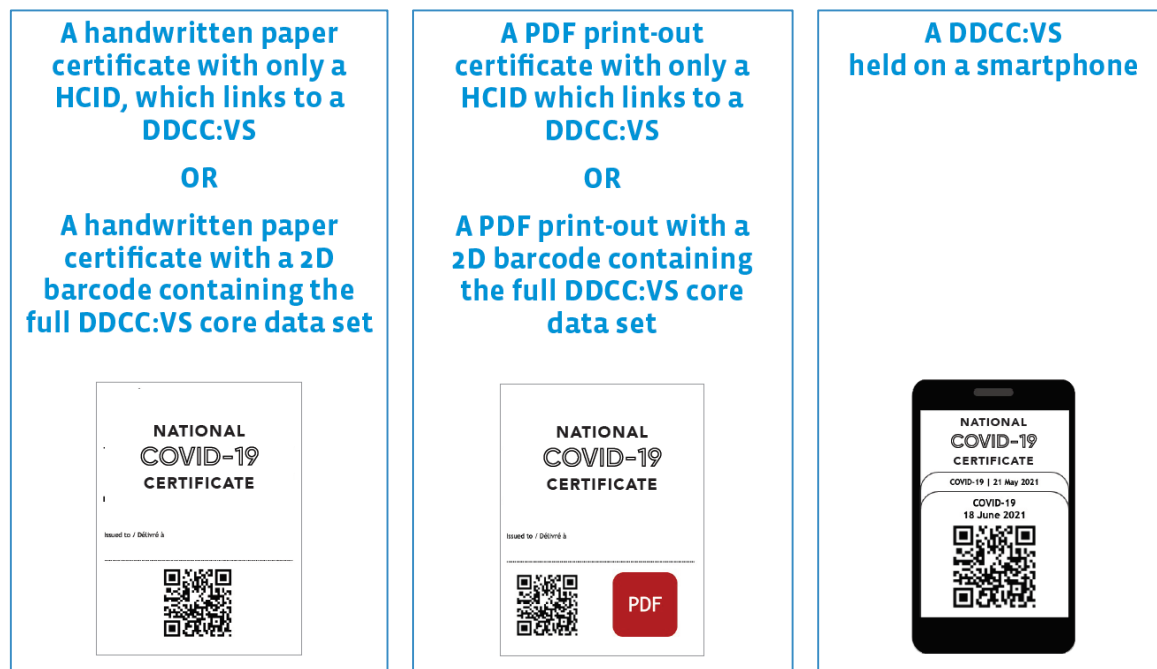 A handwritten paper
certificate with only a
HCID, which links to a
DDCC:VS
OR
A handwritten paper
certificate with a 2D
barcode containing the
full DDCC:VS core data set
NATIONAL
COVID-19
CERTIFICATE
Issued to / Délivré à
A PDF print-out
certificate with only a
HCID which links to a
DDCC:VS
OR
A PDF print-out with a
2D barcode containing
the full DDCC:VS core
data set
NATIONAL
COVID-19
CERTIFICATE
Issued to / Délivré à
PDF
A DDCC:VS
held on a smartphone
NATIONAL
COVID-19
CERTIFICATE
COVID-19 | 21 May 2021
COVID-19
18 June 2021